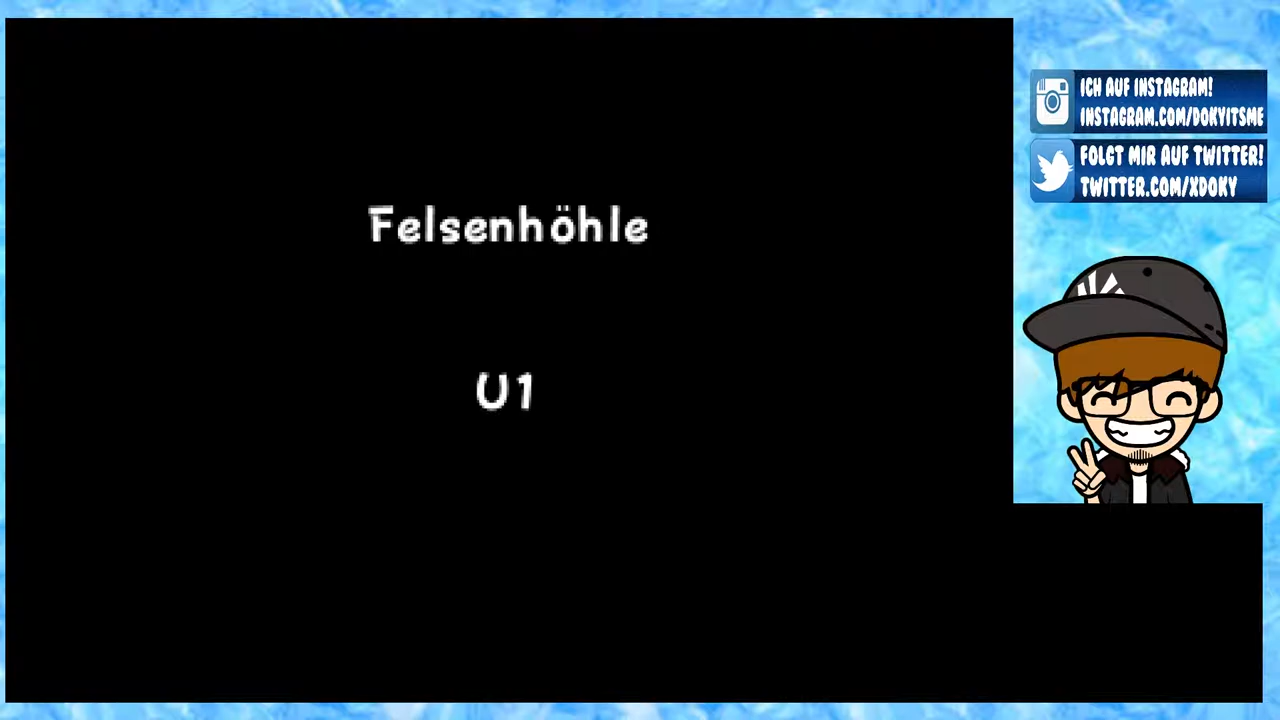 Felsenhöhle
U1
ICH AUF INSTAGRAM!
INSTAGRAM.COM/DOKYITSME
FOLGT MIR AUF TWITTER!
TWITTER.COM/XDOKY